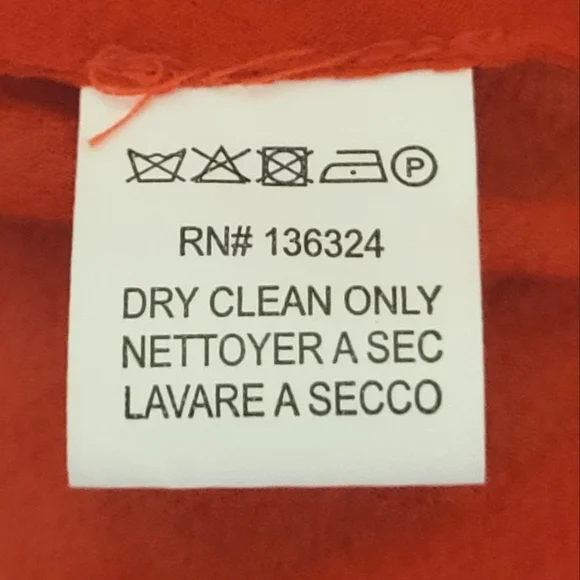 P
RN# 136324
DRY CLEAN ONLY
NETTOYER A SEC
LAVARE A SECCO